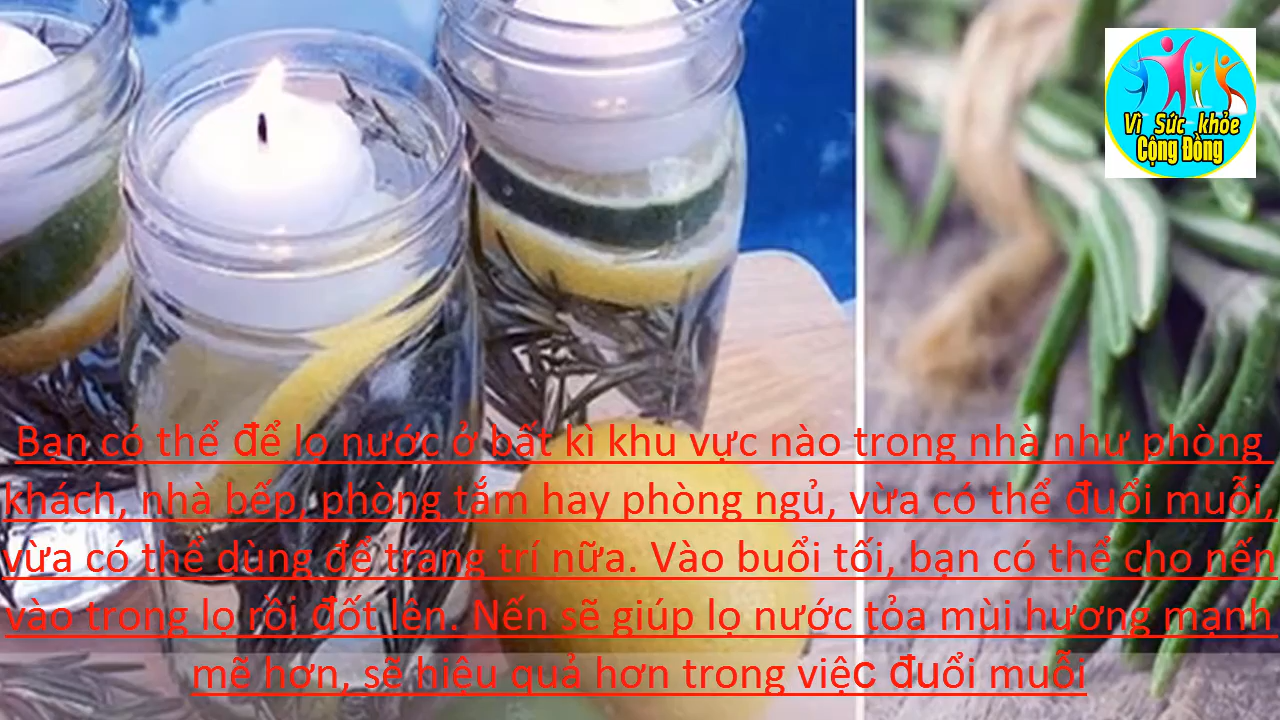 Vì Sức khỏe
Cộng Đồng
Bạn có thể để lọ nước ở bất kì khu vực nào trong nhà như phòng
khách, nhà bếp, phòng tắm hay phòng ngủ, vừa có thể đuổi muỗi,
vừa có thể dùng để trang trí nữa. Vào buổi tối, bạn có thể cho nến
vào trong lọ rồi đốt lên. Nến sẽ giúp lọ nước tỏa mùi hương mạnh
mẽ hơn, sẽ hiệu quả hơn trong việc đuổi muỗi